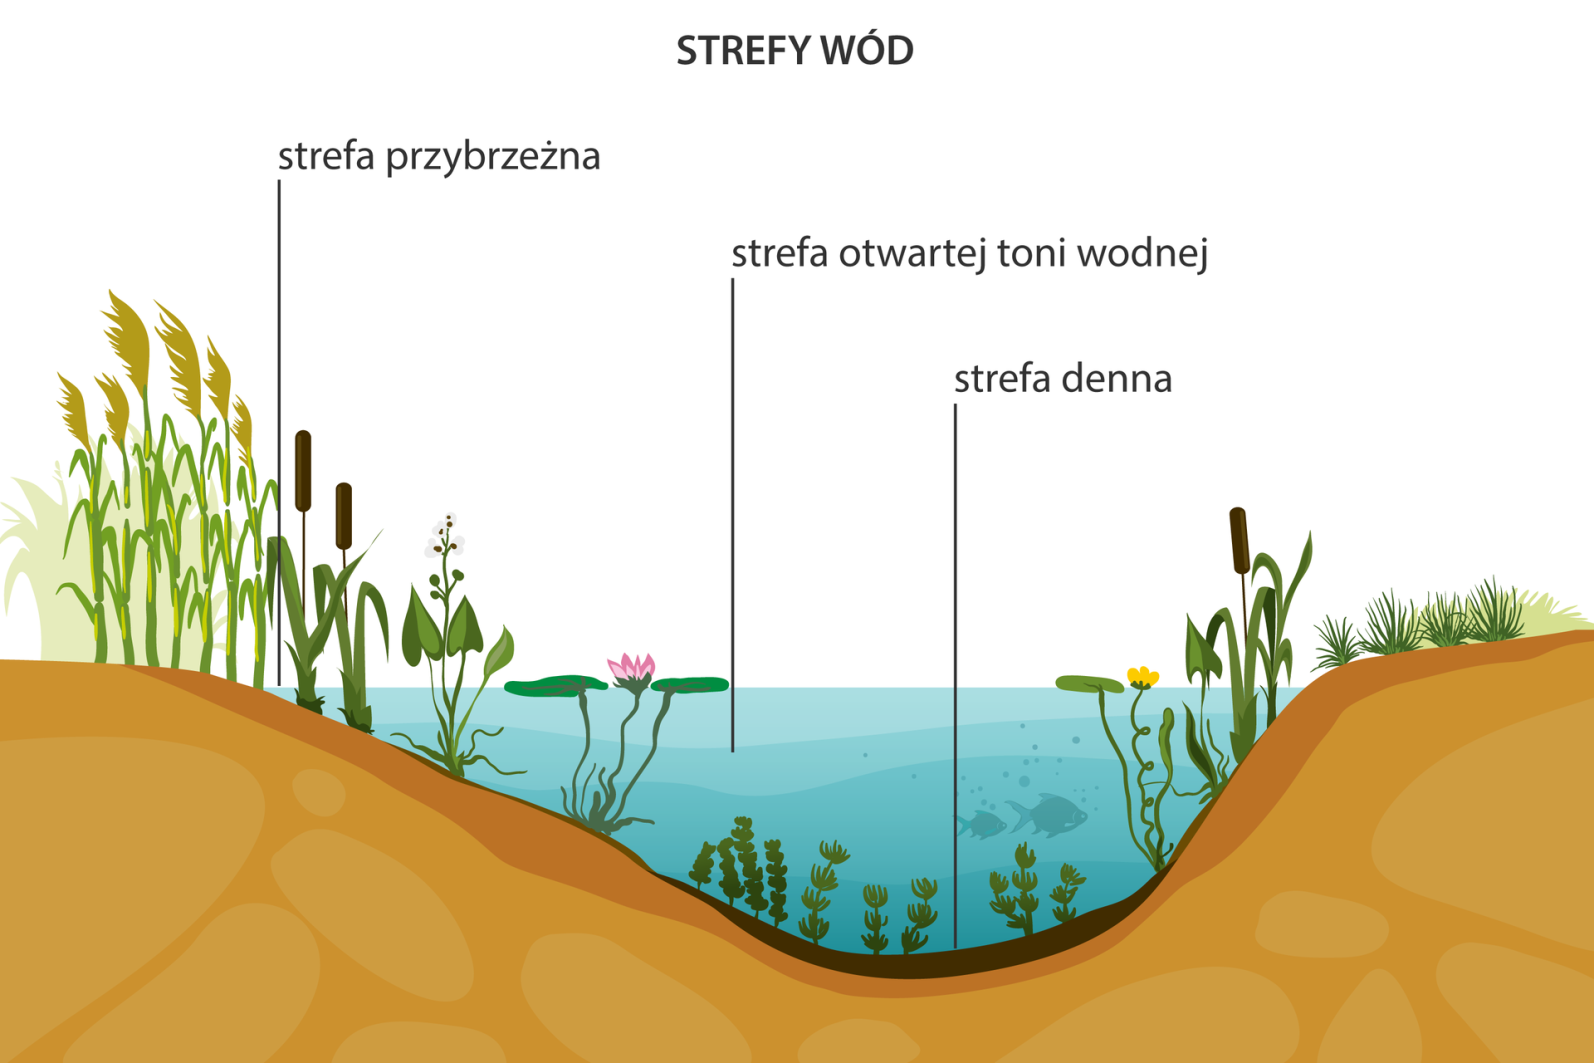 STREFY WÓD
strefa przybrzeżna
strefa otwartej toni wodnej
strefa denna